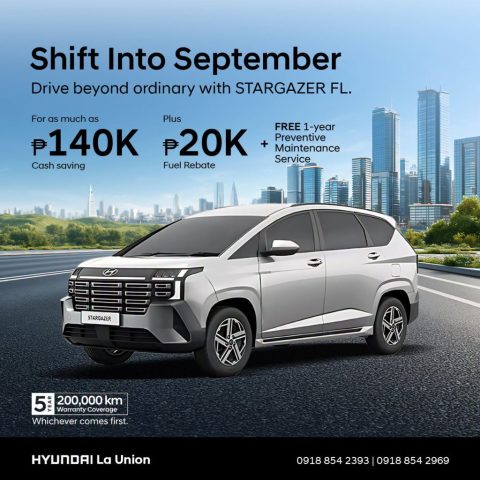 Shift Into September
Drive beyond ordinary with STARGAZER FL.
For as much as
₱140K
Cash saving
Plus
₱20K
Fuel Rebate
+
FREE 1-year
Preventive
Maintenance
Service
STARGAZER
5 YEARS
200,000 km
Warranty Coverage
Whichever comes first.
HYUNDAI La Union
0918 854 2393 | 0918 854 2969